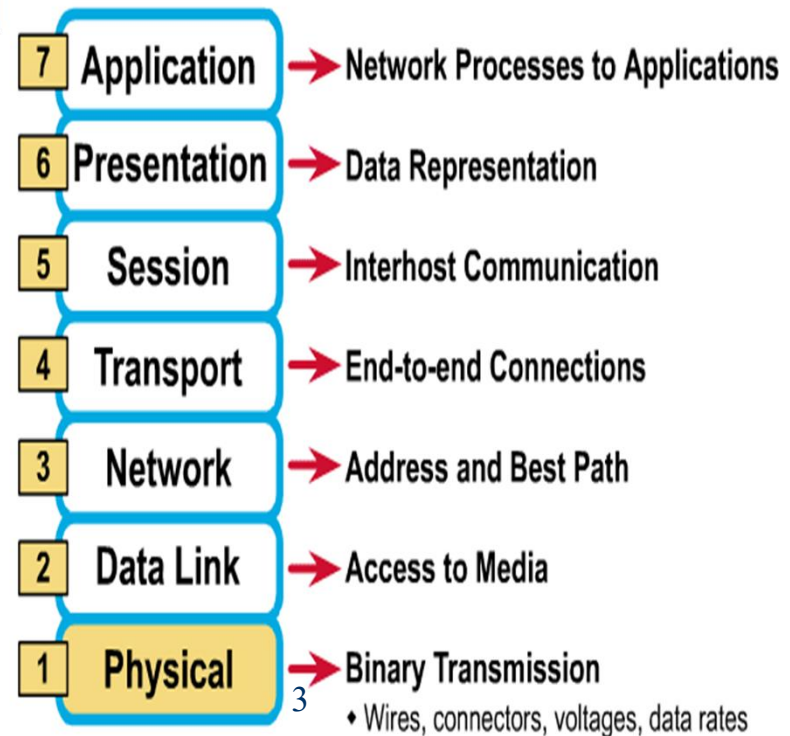 7 Application Network Processes to Applications
6 Presentation Data Representation
5 Session Interhost Communication
4 Transport End-to-end Connections
3 Network Address and Best Path
2 Data Link Access to Media
1 Physical Binary Transmission
3
• Wires, connectors, voltages, data rates